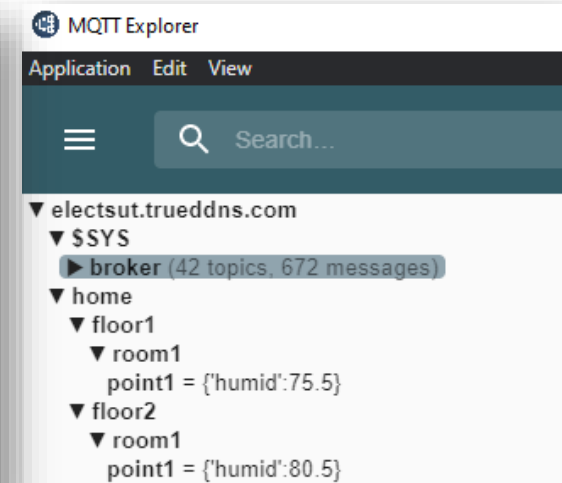 MQTT Explorer
Application Edit View
Search...
▼ electsut.trueddns.com
▼ $SYS
▶ broker (42 topics, 672 messages)
▼ home
▼ floor1
▼ room1
point1 = {'humid':75.5}
▼ floor2
▼ room1
point1 = {'humid':80.5}